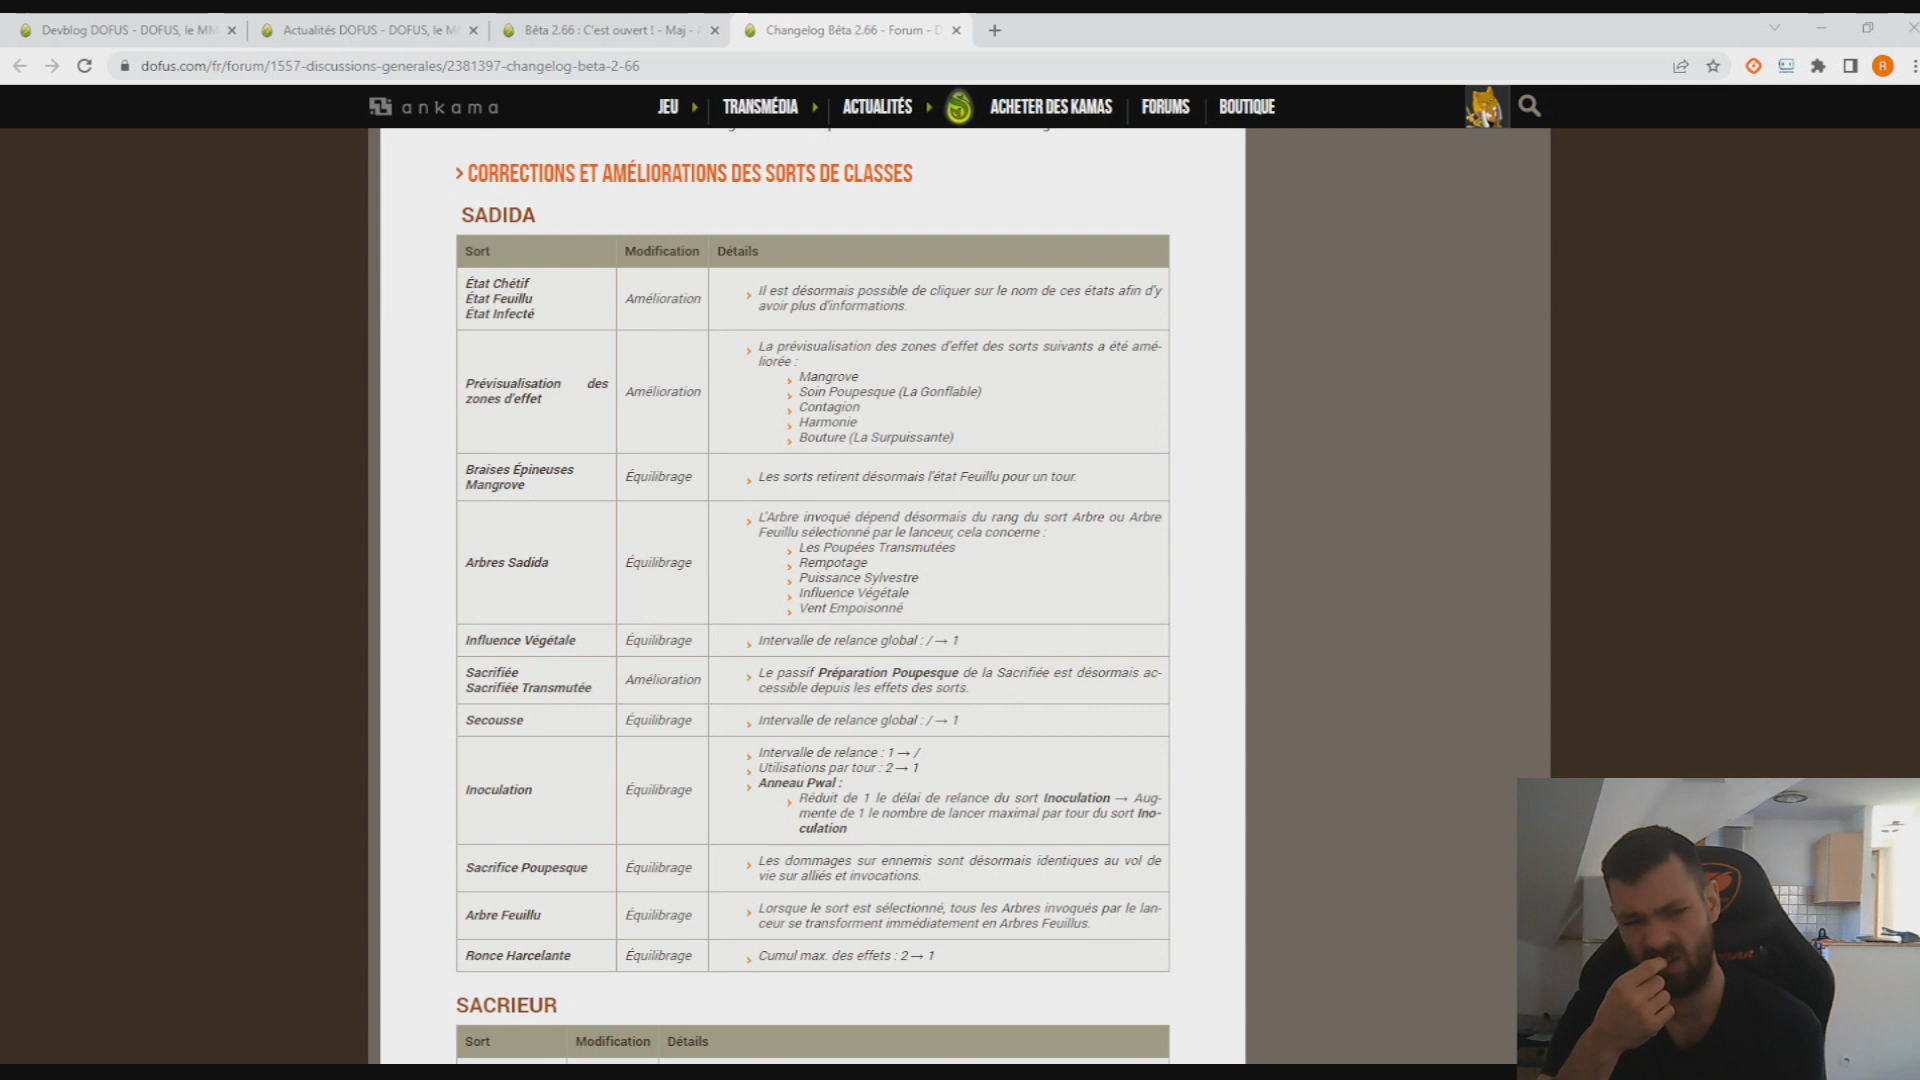 Devblog DOFUS - DOFUS, le MM
Actualités DOFUS - DOFUS, le M
Bêta 2.66 : C'est ouvert ! - Maj -
Changelog Bêta 2.66 - Forum - D
dofus.com/fr/forum/1557-discussions-generales/2381397-changelog-beta-2-66
R
ankama
JEU
TRANSMÉDIA
ACTUALITÉS
ACHETER DES KAMAS
FORUMS
BOUTIQUE
CORRECTIONS ET AMÉLIORATIONS DES SORTS DE CLASSES
SADIDA
Sort Modification Détails
État Chétif
État Feuillu
État Infecté
Amélioration
Il est désormais possible de cliquer sur le nom de ces états afin d'y
avoir plus d'informations.
Prévisualisation des
zones d'effet
Amélioration
La prévisualisation des zones d'effet des sorts suivants a été amé-
liorée :
Mangrove
Soin Poupesque (La Gonflable)
Contagion
Harmonie
Bouture (La Surpuissante)
Braises Épineuses
Mangrove
Équilibrage
Les sorts retirent désormais l'état Feuillu pour un tour.
Arbres Sadida
Équilibrage
L'Arbre invoqué dépend désormais du rang du sort Arbre ou Arbre
Feuillu sélectionné par le lanceur, cela concerne :
Les Poupées Transmutées
Rempotage
Puissance Sylvestre
Influence Végétale
Vent Empoisonné
Influence Végétale
Équilibrage
Intervalle de relance global : / → 1
Sacrifiée
Sacrifiée Transmutée
Amélioration
Le passif Préparation Poupesque de la Sacrifiée est désormais ac-
cessible depuis les effets des sorts.
Secousse
Équilibrage
Intervalle de relance global : / → 1
Inoculation
Équilibrage
Intervalle de relance : 1 → /
Utilisations par tour : 2 → 1
Anneau Pwal :
Réduit de 1 le délai de relance du sort Inoculation → Aug-
mente de 1 le nombre de lancer maximal par tour du sort Ino-
culation
Sacrifice Poupesque
Équilibrage
Les dommages sur ennemis sont désormais identiques au vol de
vie sur alliés et invocations.
Arbre Feuillu
Équilibrage
Lorsque le sort est sélectionné, tous les Arbres invoqués par le lan-
ceur se transforment immédiatement en Arbres Feuillus.
Ronce Harcelante
Équilibrage
Cumul max. des effets : 2 → 1
SACRIEUR
Sort Modification Détails